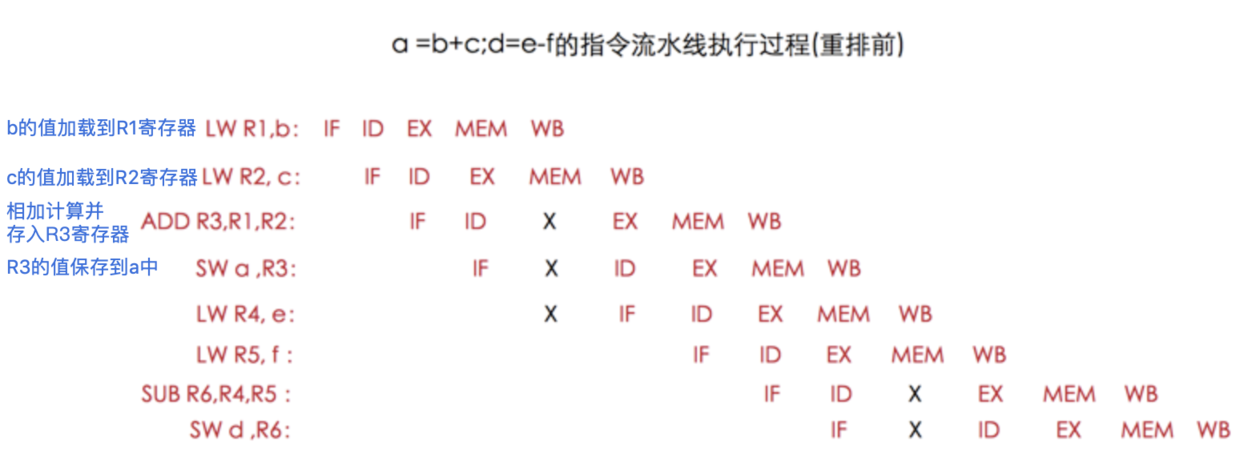 a =b+c;d=e-f的指令流水线执行过程(重排前)
b的值加载到R1寄存器 LW R1,b: IF ID EX MEM WB
c的值加载到R2寄存器 LW R2, c: IF ID EX MEM WB
相加计算并
存入R3寄存器 ADD R3,R1,R2: IF ID X EX MEM WB
R3的值保存到a中 SW a ,R3: IF X ID EX MEM WB
LW R4, e: X IF ID EX MEM WB
LW R5, f : IF ID EX MEM WB
SUB R6,R4,R5 : IF ID X EX MEM WB
SW d ,R6: IF X ID EX MEM WB